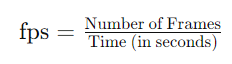 fps = Number of Frames / Time (in seconds)